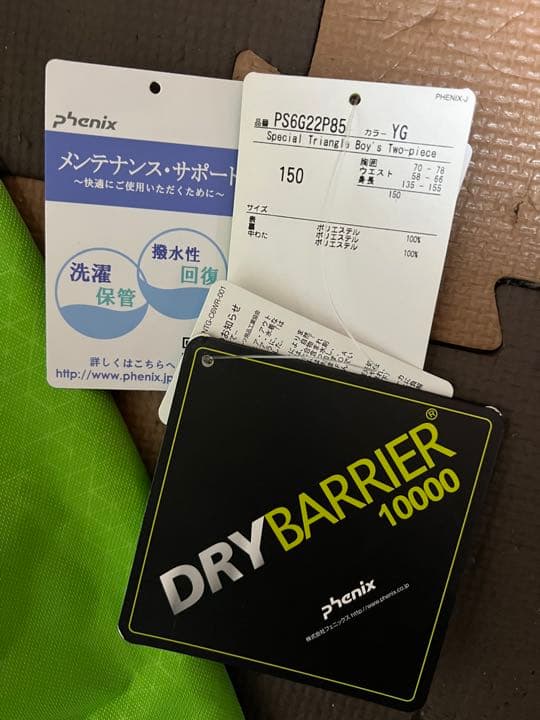 phenix
メンテナンス・サポート
～快適にご使用いただくために～
洗濯
保管
撥水性
回復
詳しくはこちらへ
http://www.phenix.jp
PHENIX-J
品番 PS6G22P85 カラー YG
Special Triangle Boy's Two-piece
150
胸囲 70 - 78
ウエスト 58 - 66
身長 135 - 155
150
サイズ
表 ポリエステル 100%
裏 ポリエステル
中わた ポリエステル 100%
お知らせ
DRYBARRIER®
10000
phenix
株式会社フェニックス http://www.phenix.co.jp